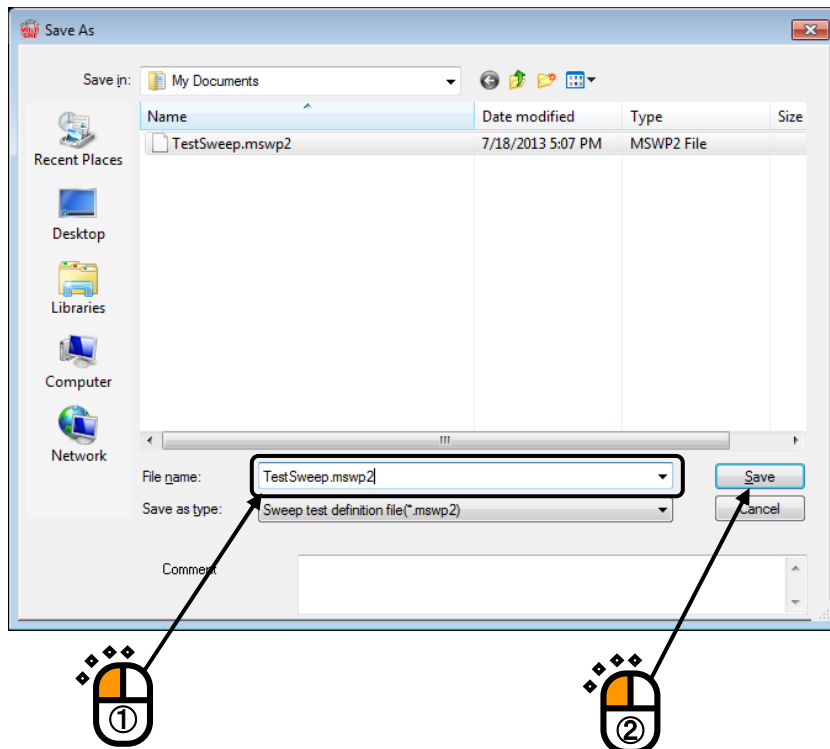 Save As
Save in: My Documents
Name Date modified Type Size
TestSweep.mswp2 7/18/2013 5:07 PM MSWP2 File
Recent Places
Desktop
Libraries
Computer
Network
File name: TestSweep.mswp2 Save
Save as type: Sweep test definition file(*.mswp2) Cancel
Comment
① ②